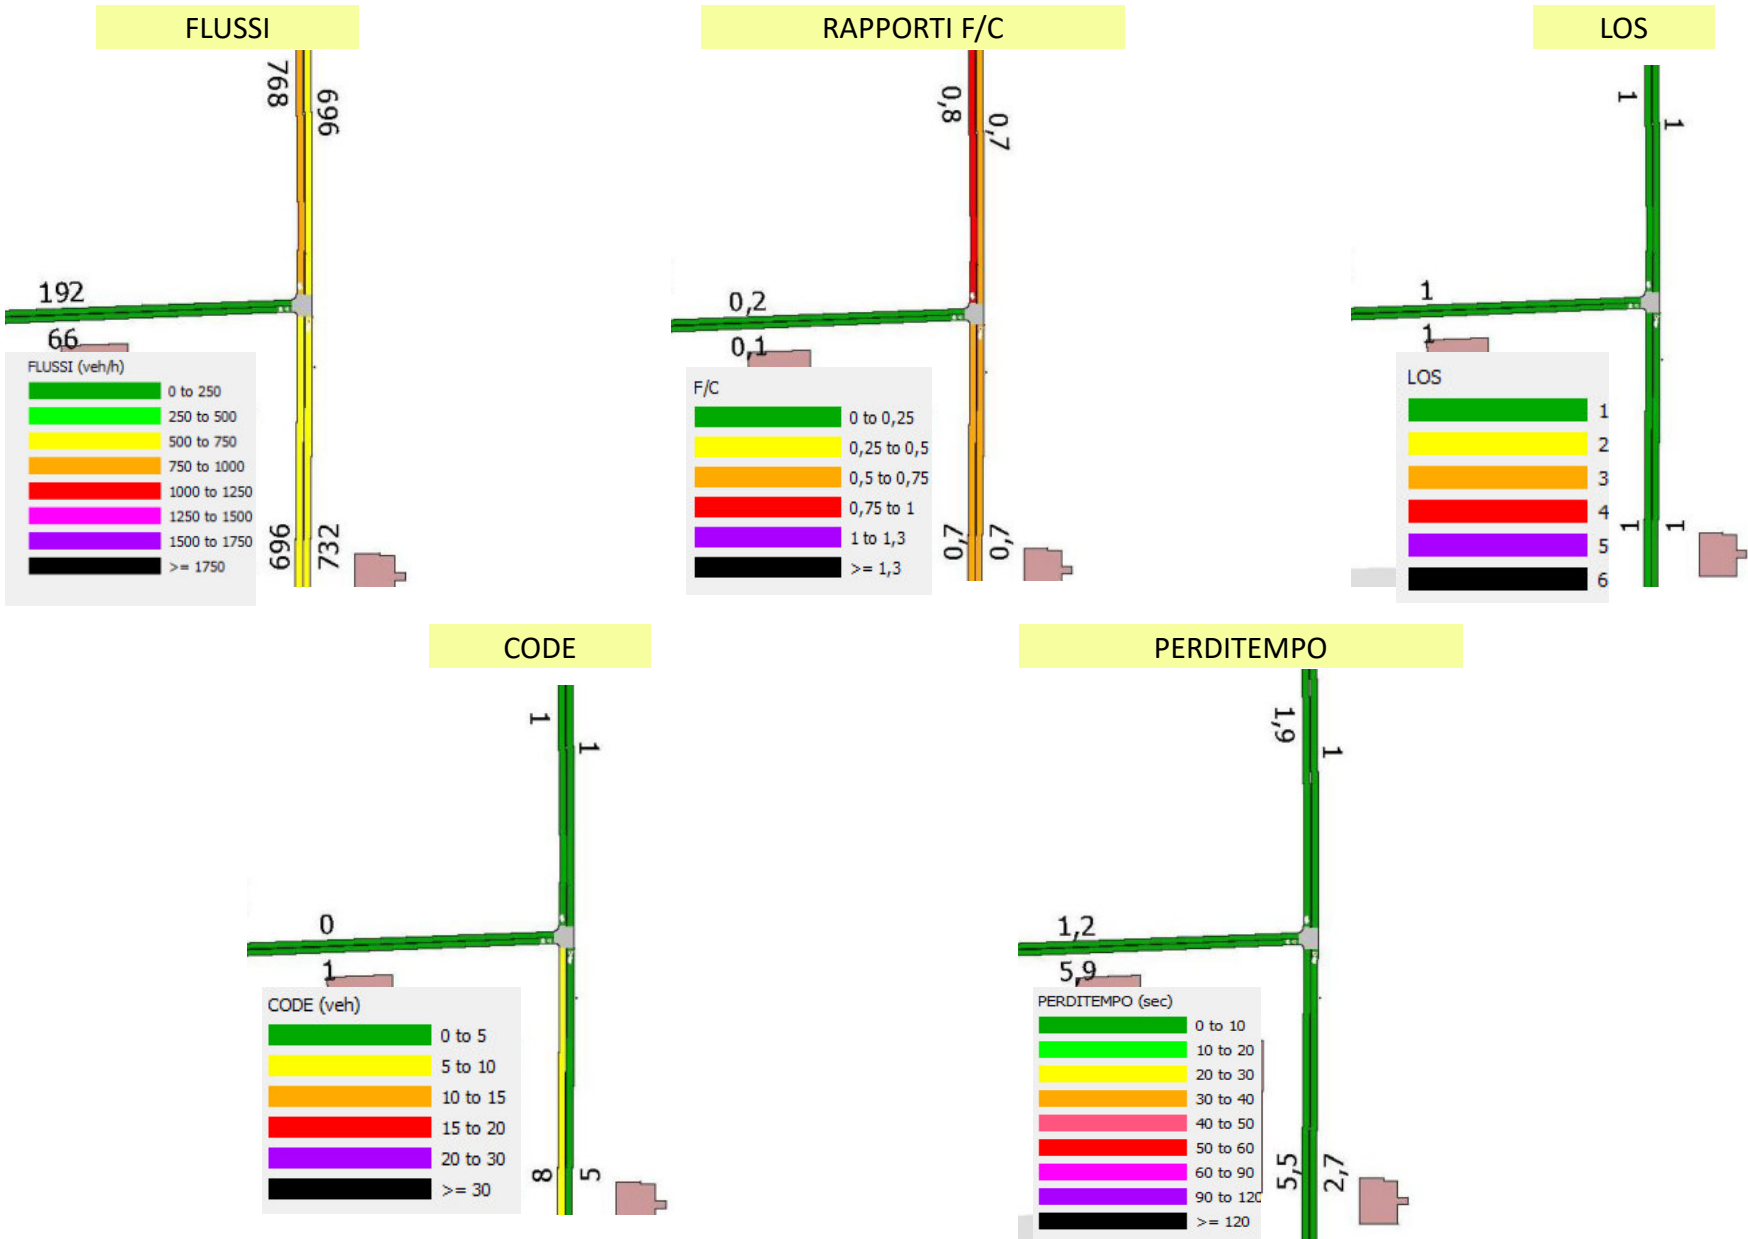 FLUSSI
768
699
192
66
696
732
FLUSSI (veh/h)
0 to 250
250 to 500
500 to 750
750 to 1000
1000 to 1250
1250 to 1500
1500 to 1750
>= 1750
RAPPORTI F/C
0,8
0,7
0,2
0,1
0,7
0,7
F/C
0 to 0,25
0,25 to 0,5
0,5 to 0,75
0,75 to 1
1 to 1,3
>= 1,3
LOS
1
1
1
1
1
1
LOS
1
2
3
4
5
6
CODE
1
1
0
1
8
5
CODE (veh)
0 to 5
5 to 10
10 to 15
15 to 20
20 to 30
>= 30
PERDITEMPO
1,9
1
1,2
5,9
5,5
2,7
PERDITEMPO (sec)
0 to 10
10 to 20
20 to 30
30 to 40
40 to 50
50 to 60
60 to 90
90 to 120
>= 120